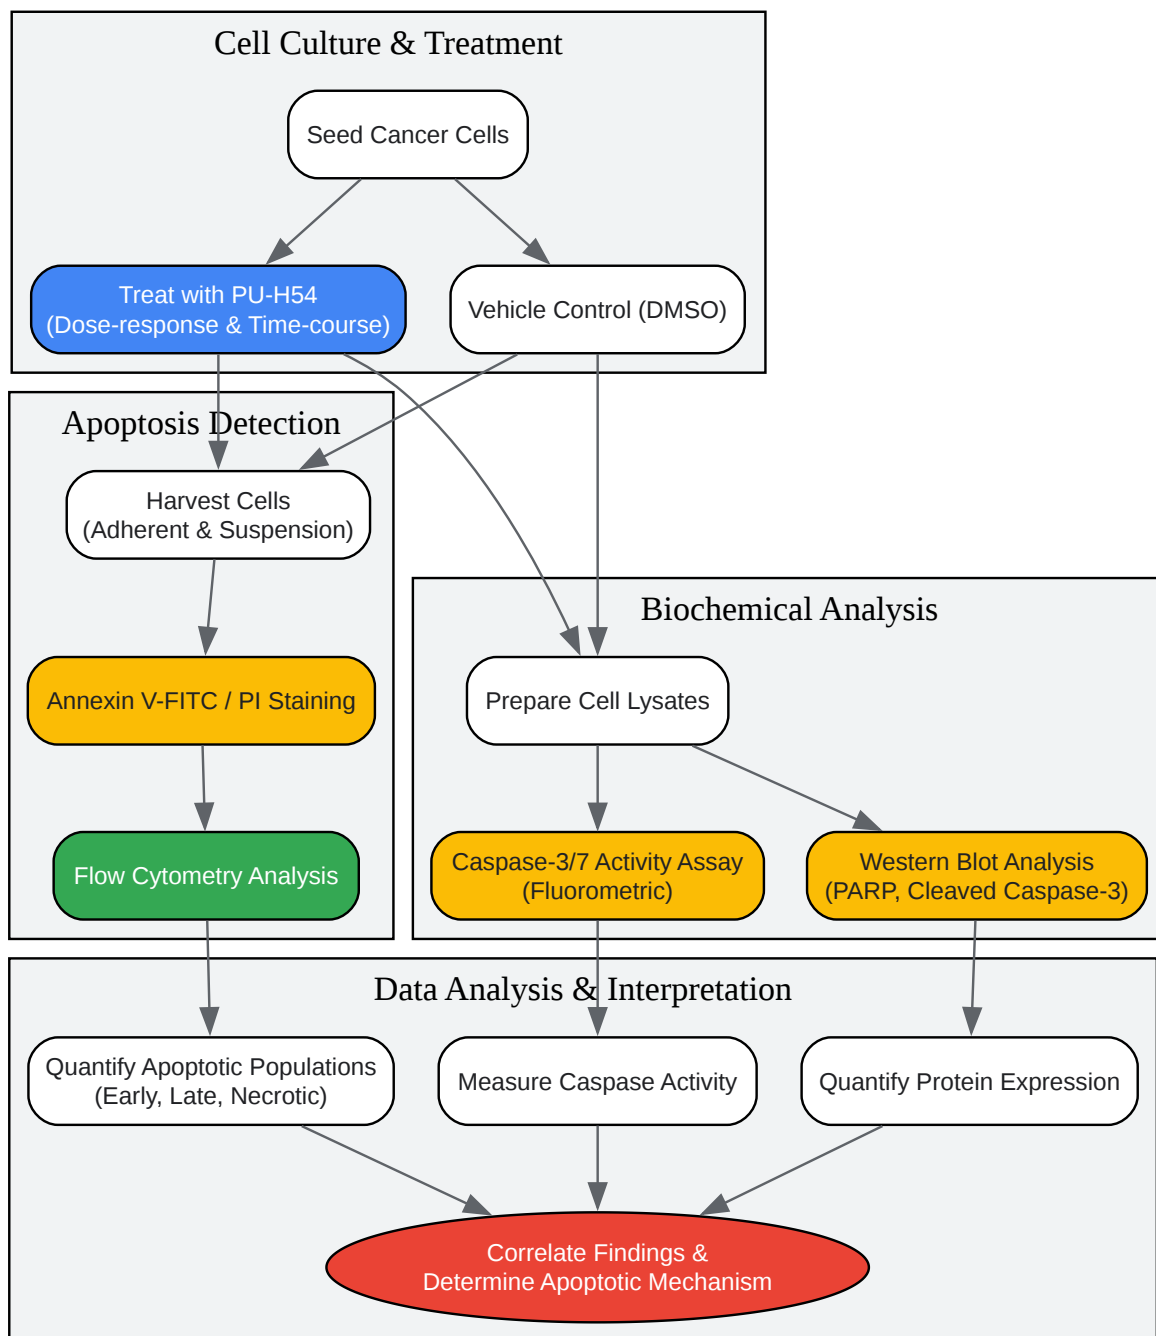 Cell Culture & Treatment
Seed Cancer Cells
Treat with PU-H54
(Dose-response & Time-course)
Vehicle Control (DMSO)
Apoptosis Detection
Harvest Cells
(Adherent & Suspension)
Biochemical Analysis
Annexin V-FITC / PI Staining
Prepare Cell Lysates
Flow Cytometry Analysis
Caspase-3/7 Activity Assay
(Fluorometric)
Western Blot Analysis
(PARP, Cleaved Caspase-3)
Data Analysis & Interpretation
Quantify Apoptotic Populations
(Early, Late, Necrotic)
Measure Caspase Activity
Quantify Protein Expression
Correlate Findings &
Determine Apoptotic Mechanism